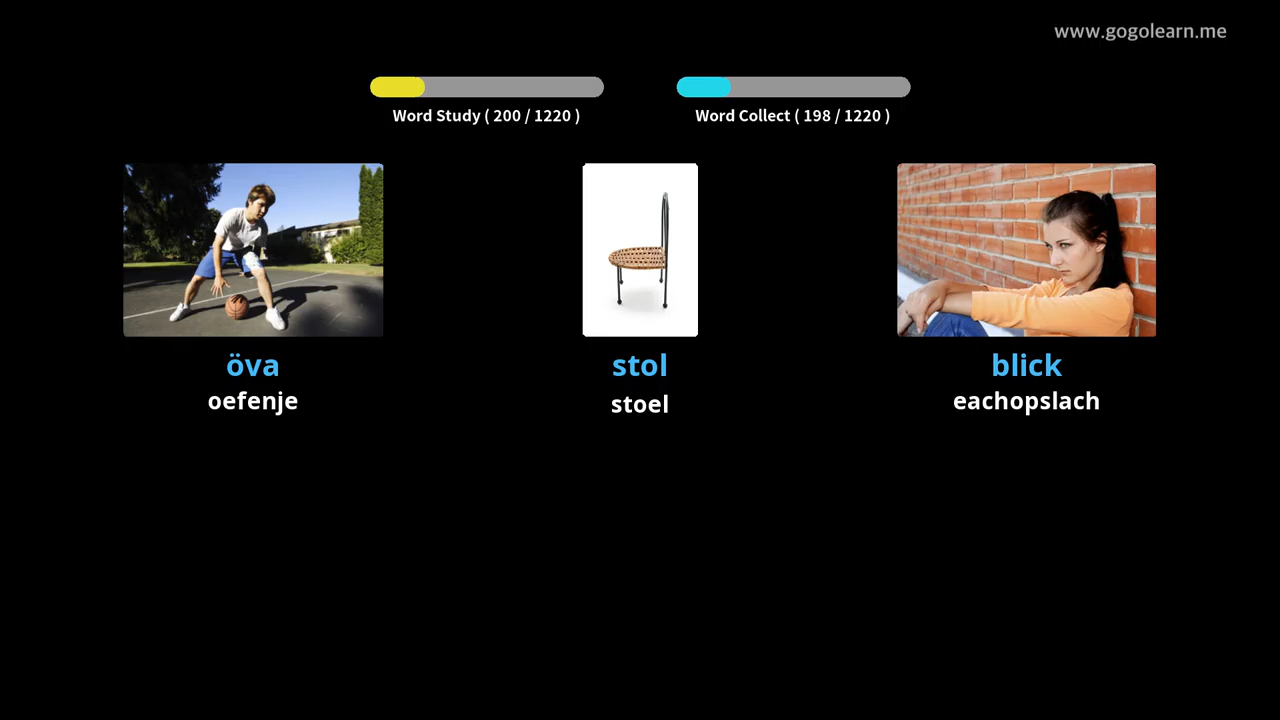 www.gogolearn.me
Word Study ( 200 / 1220 )
Word Collect ( 198 / 1220 )
öva
stol
blick
oefenje
stoel
eachopslach